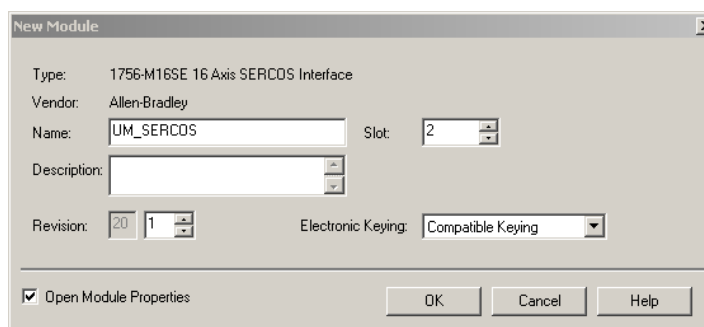 New Module
Type: 1756-M16SE 16 Axis SERCOS Interface
Vendor: Allen-Bradley
Name: UM_SERCOS Slot: 2
Description:
Revision: 20 1 Electronic Keying: Compatible Keying
Open Module Properties OK Cancel Help